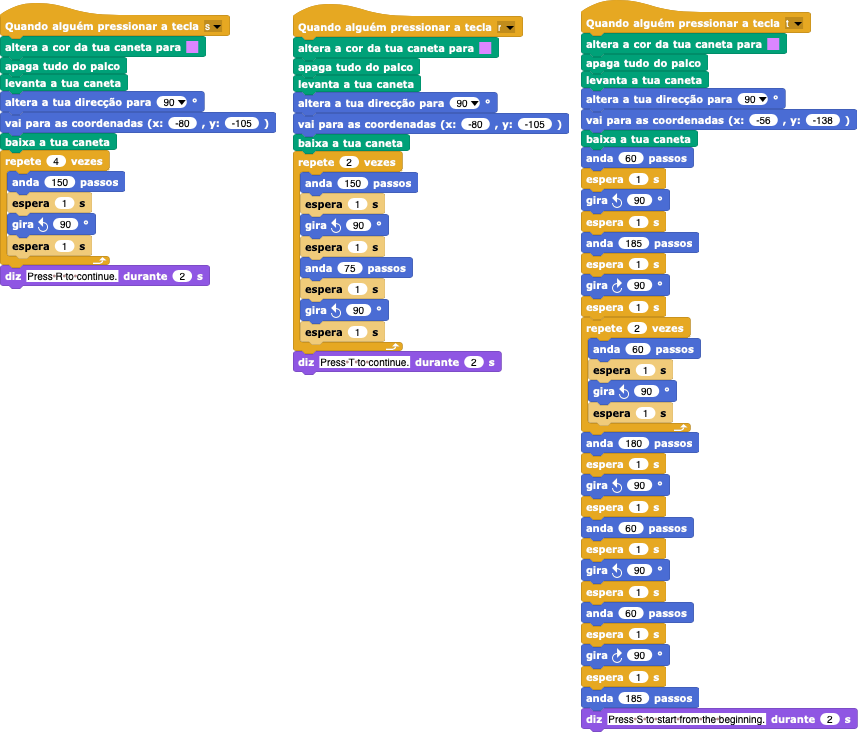 Quando alguém pressionar a tecla s
altera a cor da tua caneta para
apaga tudo do palco
levanta a tua caneta
altera a tua direcção para 90 °
vai para as coordenadas (x: -80 , y: -105 )
baixa a tua caneta
repete 4 vezes
anda 150 passos
espera 1 s
gira 90 °
espera 1 s
diz Press·R·to·continue. durante 2 s
Quando alguém pressionar a tecla r
altera a cor da tua caneta para
apaga tudo do palco
levanta a tua caneta
altera a tua direcção para 90 °
vai para as coordenadas (x: -80 , y: -105 )
baixa a tua caneta
repete 2 vezes
anda 150 passos
espera 1 s
gira 90 °
espera 1 s
anda 75 passos
espera 1 s
gira 90 °
espera 1 s
diz Press·T·to·continue. durante 2 s
Quando alguém pressionar a tecla t
altera a cor da tua caneta para
apaga tudo do palco
levanta a tua caneta
altera a tua direcção para 90 °
vai para as coordenadas (x: -56 , y: -138 )
baixa a tua caneta
anda 60 passos
espera 1 s
gira 90 °
espera 1 s
anda 185 passos
espera 1 s
gira 90 °
espera 1 s
repete 2 vezes
anda 60 passos
espera 1 s
gira 90 °
espera 1 s
anda 180 passos
espera 1 s
gira 90 °
espera 1 s
anda 60 passos
espera 1 s
gira 90 °
espera 1 s
anda 60 passos
espera 1 s
gira 90 °
espera 1 s
anda 185 passos
diz Press·S·to·start·from·the·beginning. durante 2 s